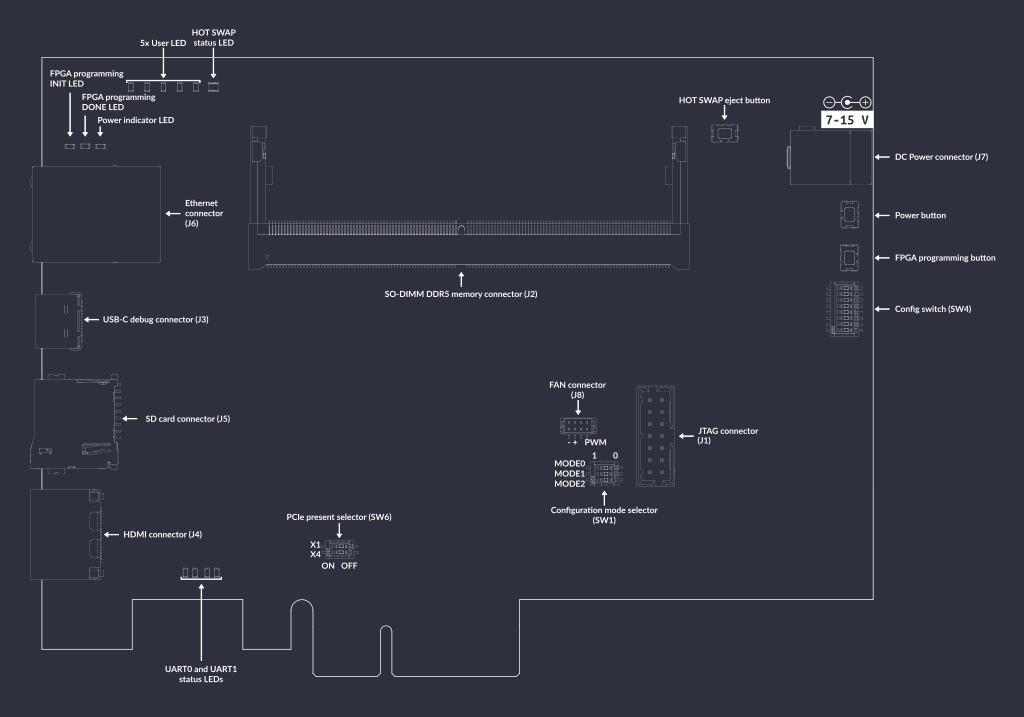 HOT SWAP
status LED
5x User LED
FPGA programming
INIT LED
FPGA programming
DONE LED
Power indicator LED
HOT SWAP eject button
7-15 V
DC Power connector (J7)
Ethernet
connector
(J6)
Power button
FPGA programming button
SO-DIMM DDR5 memory connector (J2)
Config switch (SW4)
USB-C debug connector (J3)
FAN connector
(J8)
SD card connector (J5)
JTAG connector
(J1)
- + PWM
1 0
MODE0
MODE1
MODE2
Configuration mode selector
(SW1)
PCIe present selector (SW6)
HDMI connector (J4)
X1
X4
ON OFF
UART0 and UART1
status LEDs